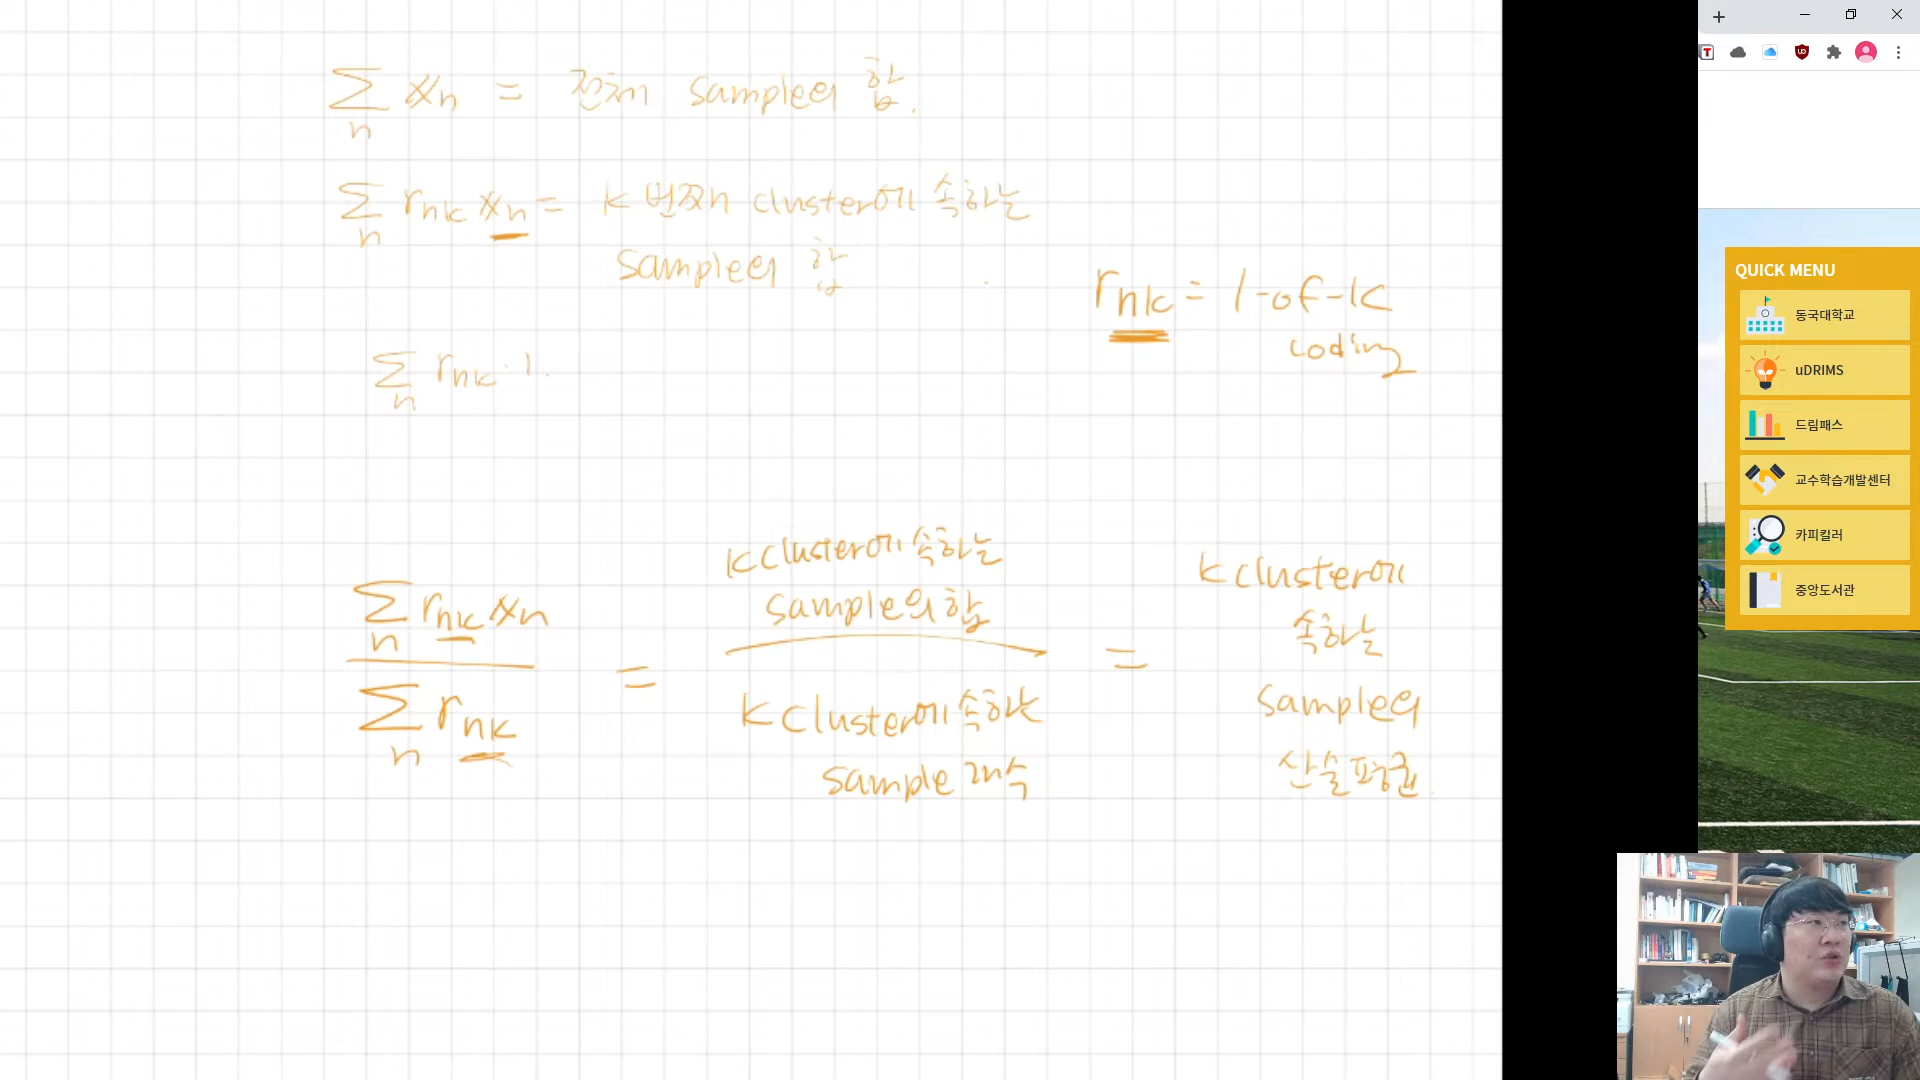 ∑ₙ xₙ = 전체 sample의 합.
∑ₙ rₙₖ xₙ = k 번째 cluster에 속하는
sample의 합
rₙₖ = 1-of-k
coding
∑ₙ rₙₖ·1.
∑ₙ rₙₖ xₙ
∑ₙ rₙₖ
=
k cluster에 속하는
sample의 합
k cluster에 속하는
sample 개수
=
k cluster에
속하는
sample의
산술평균
QUICK MENU
동국대학교
uDRIMS
드림패스
교수학습개발센터
카피킬러
중앙도서관